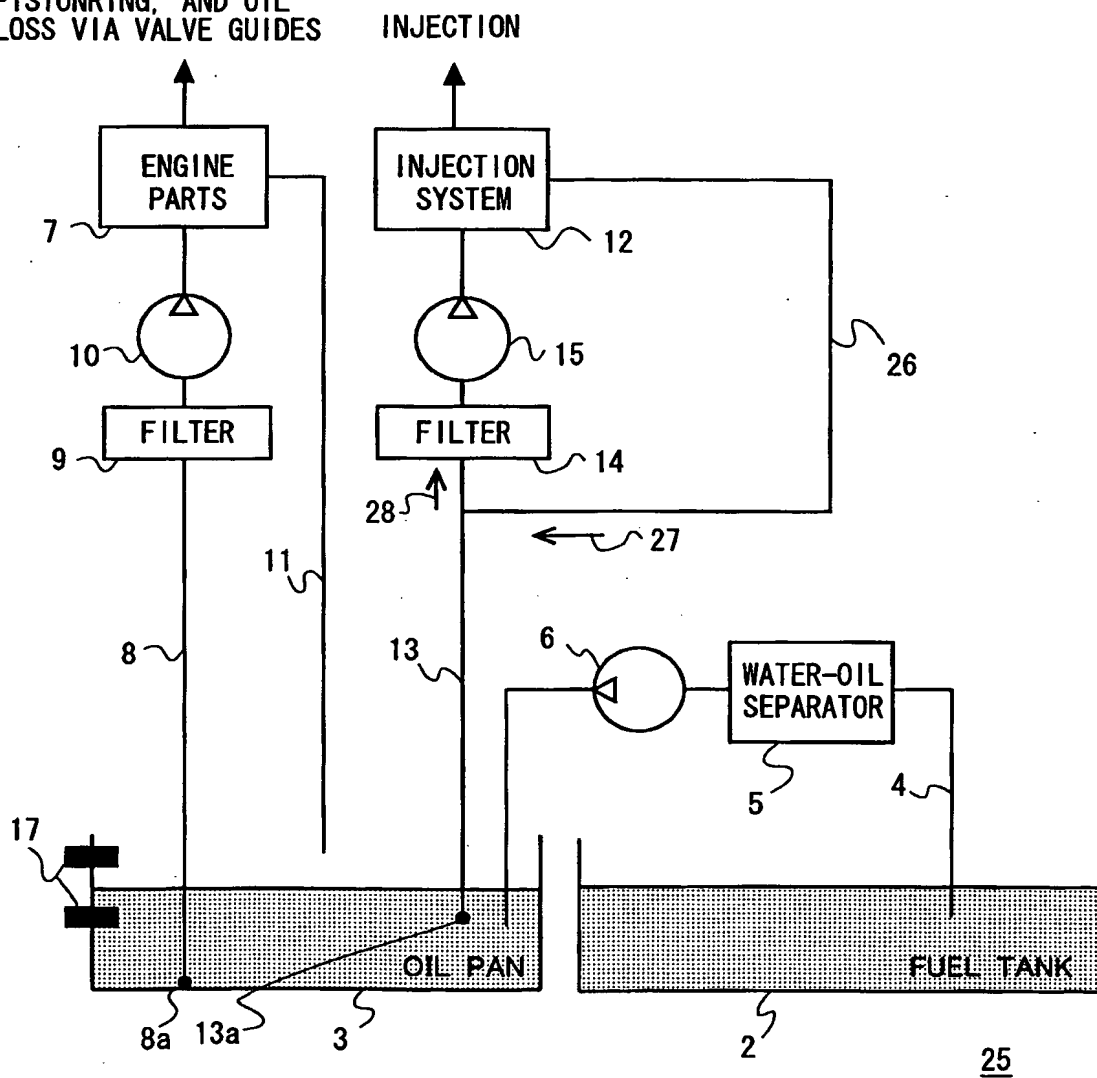 PISTONRING, AND OIL
LOSS VIA VALVE GUIDES
INJECTION
ENGINE
PARTS
INJECTION
SYSTEM
7
12
10
15
26
FILTER
FILTER
9
14
28
27
11
8
13
6
WATER-OIL
SEPARATOR
5
4
17
OIL PAN
FUEL TANK
8a
13a
3
2
25